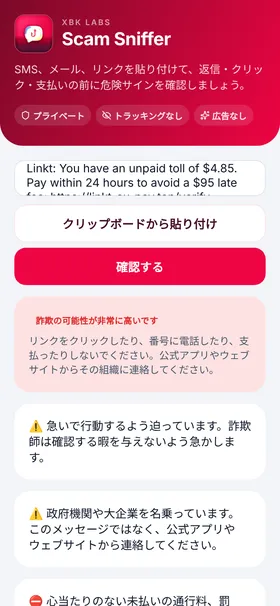 XBK LABS
Scam Sniffer
SMS、メール、リンクを貼り付けて、返信・クリッ
ク・支払いの前に危険サインを確認しましょう。
プライベート
トラッキングなし
広告なし
Linkt: You have an unpaid toll of $4.85.
Pay within 24 hours to avoid a $95 late
クリップボードから貼り付け
確認する
詐欺の可能性が非常に高いです
リンクをクリックしたり、番号に電話したり、支
払ったりしないでください。公式アプリやウェブ
サイトからその組織に連絡してください。
⚠️ 急いで行動するよう迫っています。詐欺
師は確認する暇を与えないよう急かしま
す。
⚠️ 政府機関や大企業を名乗っています。
このメッセージではなく、公式アプリや
ウェブサイトから連絡してください。
⛔ 心当たりのない未払いの通行料、罰